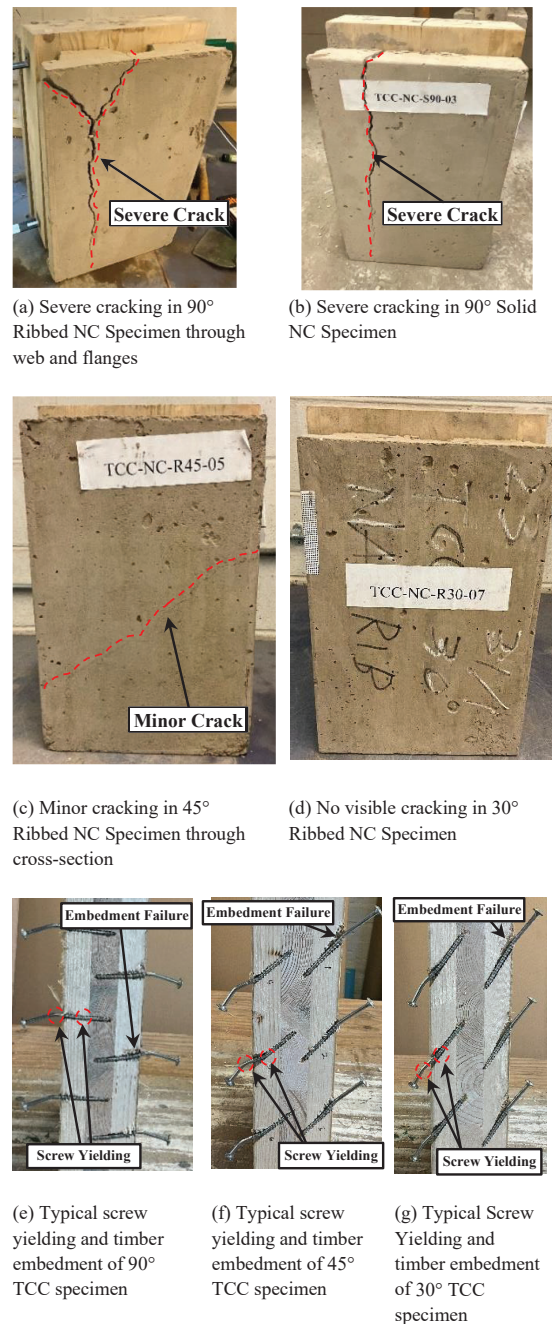 TCC-NC-S90-03
Severe Crack
Severe Crack
(a) Severe cracking in 90°
Ribbed NC Specimen through
web and flanges
(b) Severe cracking in 90° Solid
NC Specimen
TCC-NC-R45-05
Minor Crack
23
TCC-NC-R30-07
RIB
30
31%
(c) Minor cracking in 45°
Ribbed NC Specimen through
cross-section
(d) No visible cracking in 30°
Ribbed NC Specimen
Embedment Failure
Screw Yielding
Embedment Failure
Screw Yielding
Embedment Failure
Screw Yielding
(e) Typical screw
yielding and timber
embedment of 90°
TCC specimen
(f) Typical screw
yielding and timber
embedment of 45°
TCC specimen
(g) Typical Screw
Yielding and
timber embedment
of 30° TCC
specimen